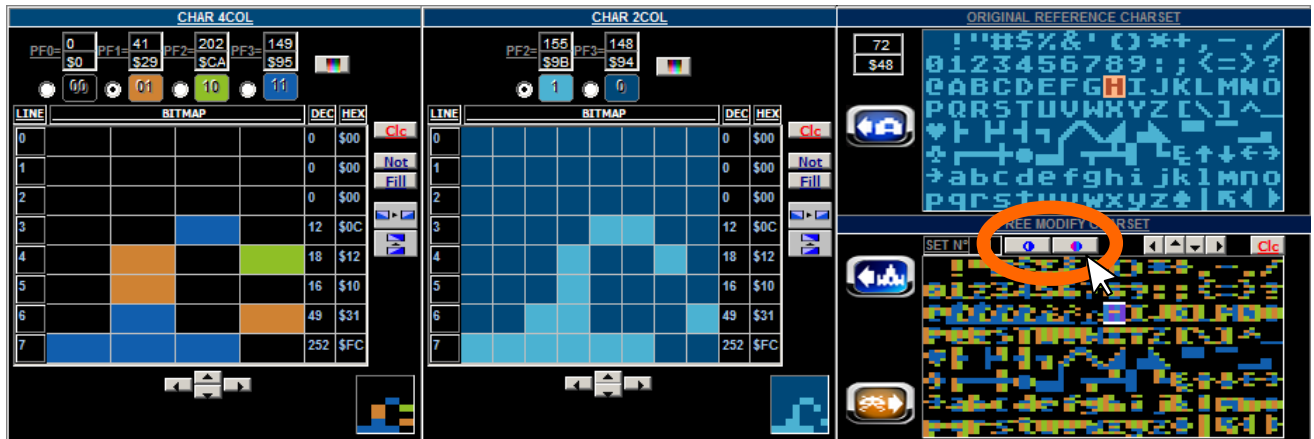 CHAR 4COL
PF0= 0 $0 PF1= 41 $29 PF2= 202 $CA PF3= 149 $95
00 01 10 11
LINE BITMAP DEC HEX
Clc
0 0 $00
1 0 $00
Not
Fill
2 0 $00
3 12 $0C
4 18 $12
5 16 $10
6 49 $31
7 252 $FC
CHAR 2COL
PF2= 155 $9B PF3= 148 $94
1 0
LINE BITMAP DEC HEX
Clc
0 0 $00
1 0 $00
Not
Fill
2 0 $00
3 12 $0C
4 18 $12
5 16 $10
6 49 $31
7 252 $FC
ORIGINAL REFERENCE CHARSET
72
$48
!"#$%&'()*+,-./
0123456789:;<=>?
@ABCDEFGHIJKLMNO
PQRSTUVWXYZ[\]^_
abcdefghijklmno
pqrstuvwxyz
REE MODIFY CHARSET
SET N°
Clc